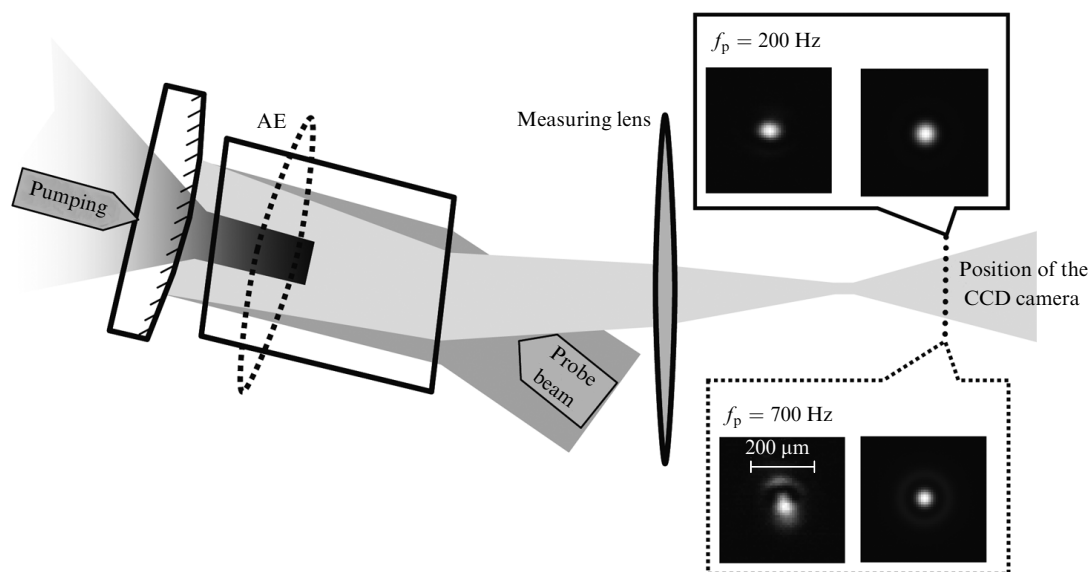 f_p = 200 Hz
AE
Measuring lens
Pumping
Position of the
CCD camera
Probe
beam
f_p = 700 Hz
200 µm